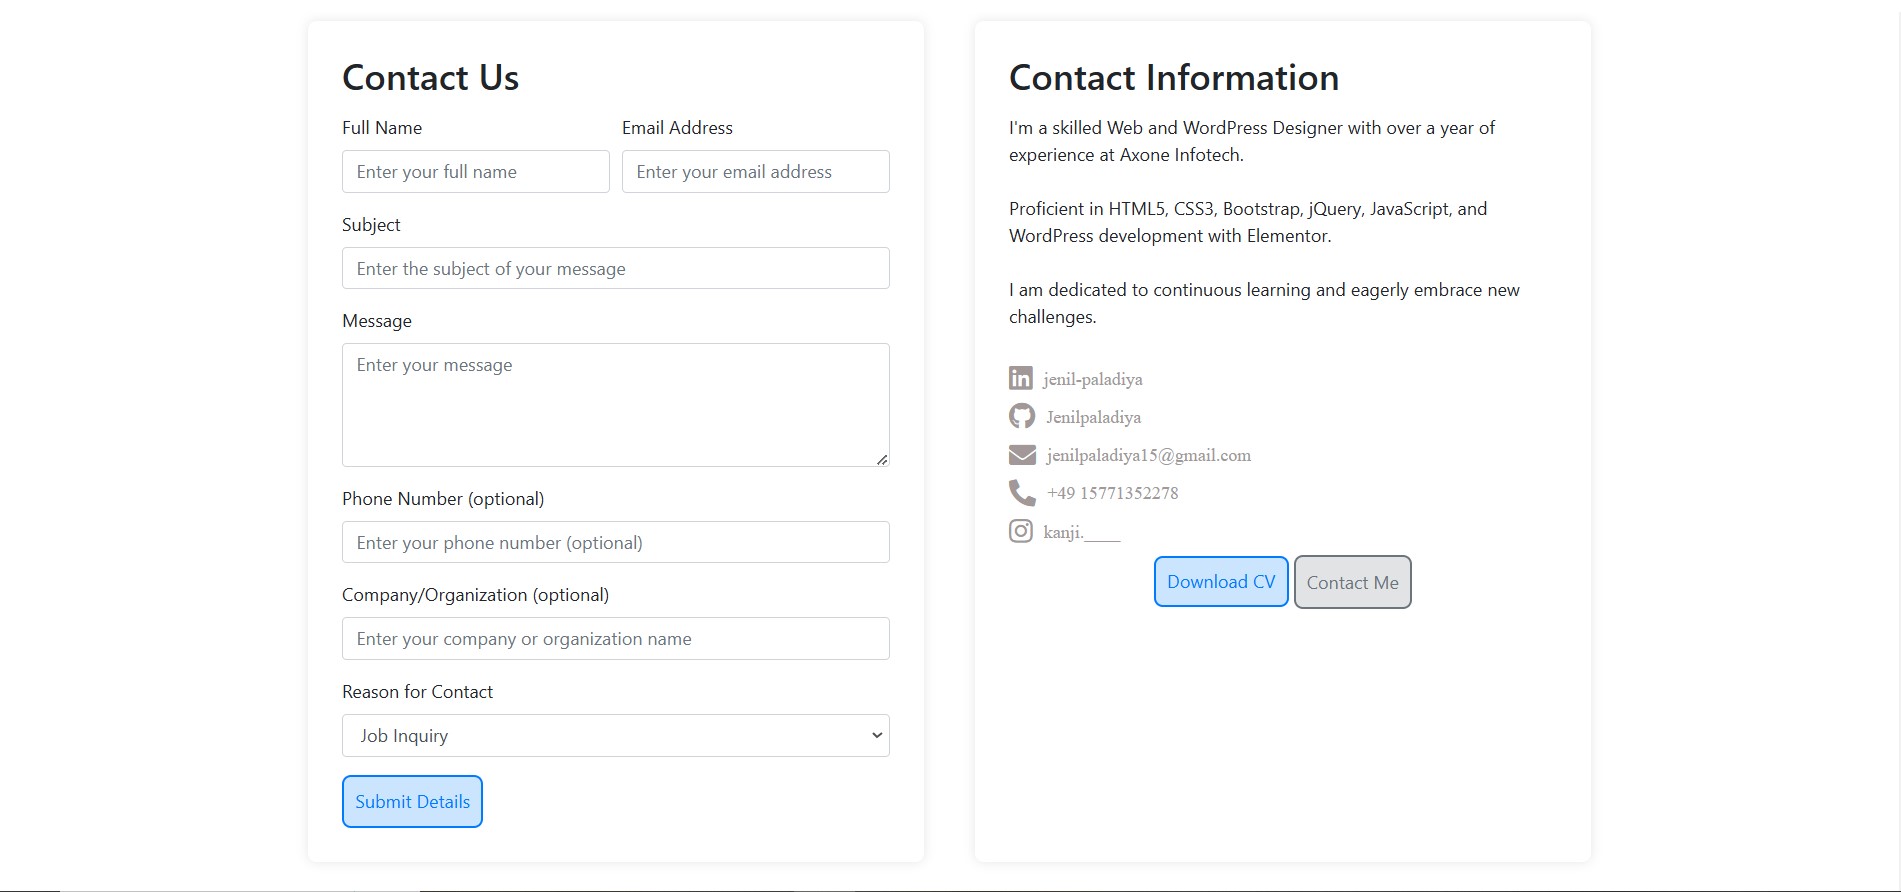 Contact Us
Full Name
Email Address
Enter your full name
Enter your email address
Subject
Enter the subject of your message
Message
Enter your message
Phone Number (optional)
Enter your phone number (optional)
Company/Organization (optional)
Enter your company or organization name
Reason for Contact
Job Inquiry
Submit Details
Contact Information
I'm a skilled Web and WordPress Designer with over a year of
experience at Axone Infotech.
Proficient in HTML5, CSS3, Bootstrap, jQuery, JavaScript, and
WordPress development with Elementor.
I am dedicated to continuous learning and eagerly embrace new
challenges.
in jenil-paladiya
Jenilpaladiya
jenilpaladiya15@gmail.com
+49 15771352278
kanji.____
Download CV
Contact Me